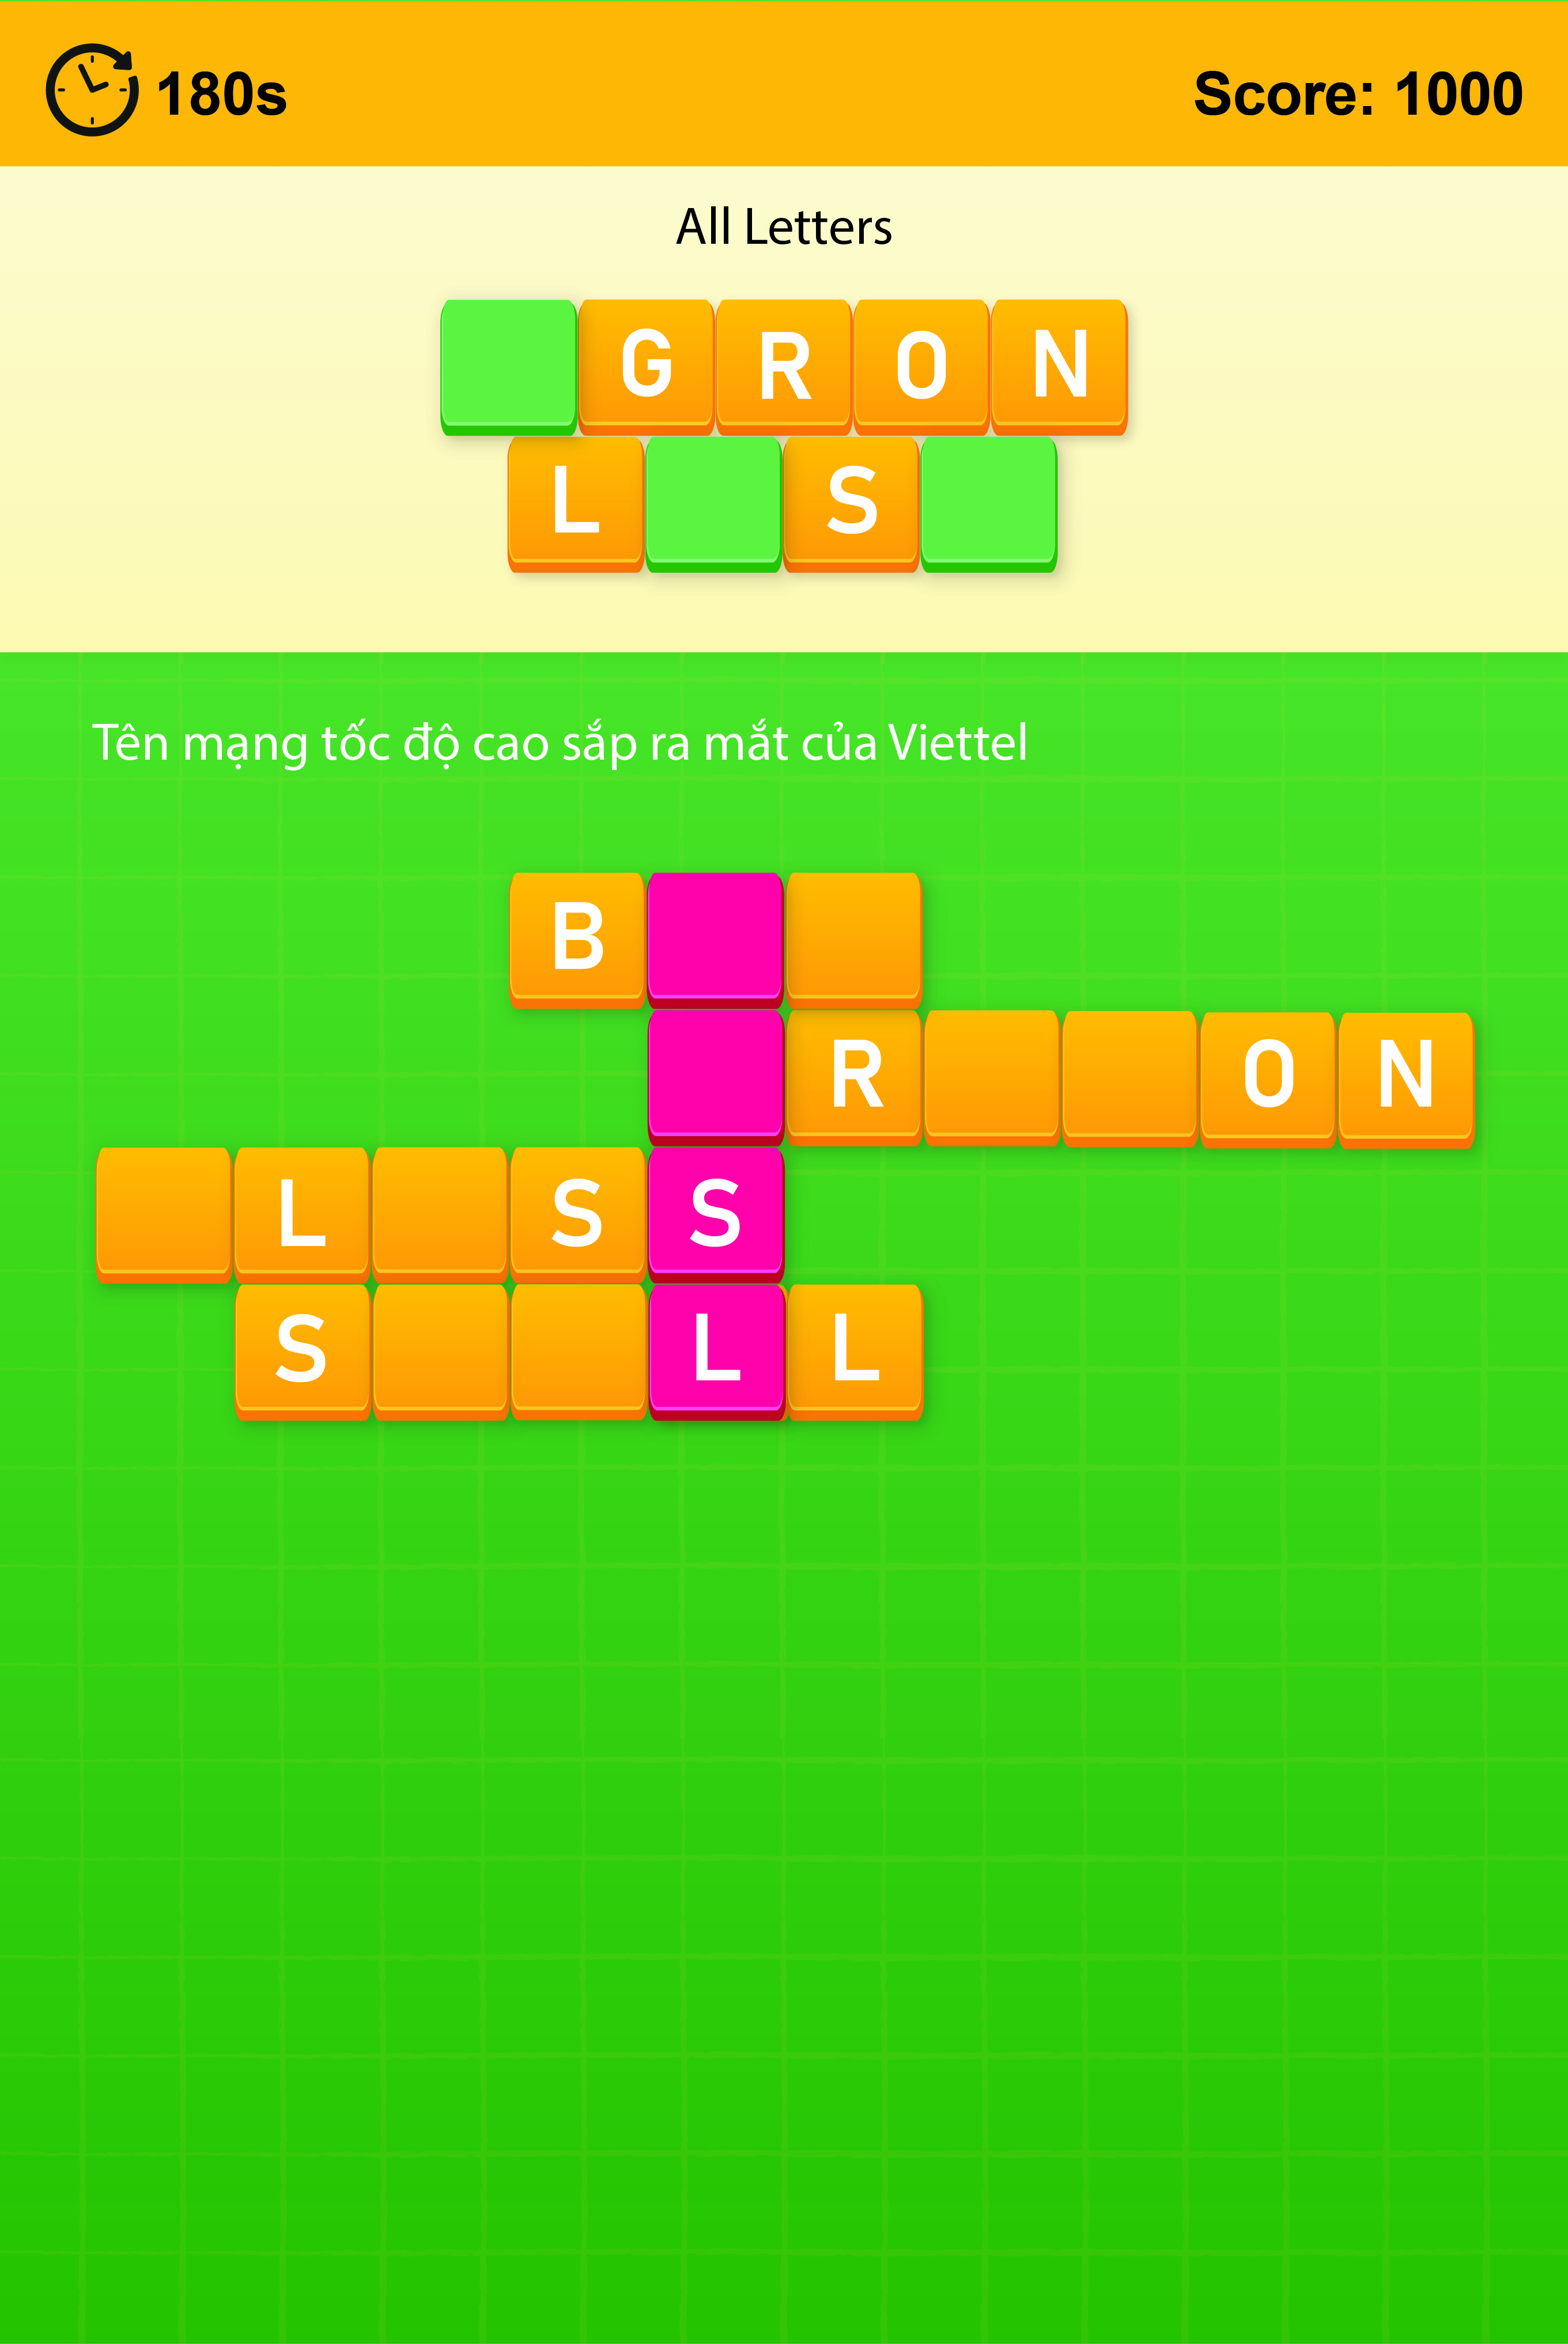 180s
Score: 1000
All Letters
G R O N
L S
Tên mạng tốc độ cao sắp ra mắt của Viettel
B
R O N
L S S
S L L